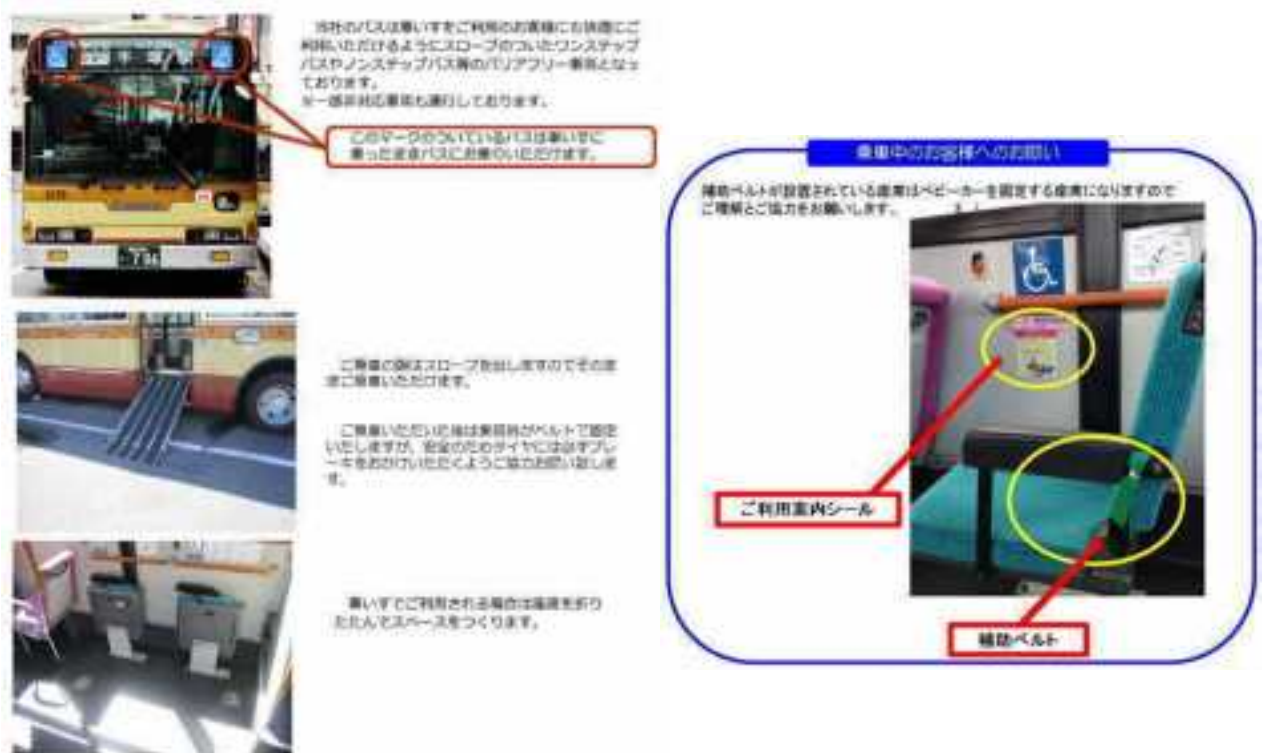 当社のバスは車いすをご利用のお客様にも快適にご
利用いただけるようにスロープのついたワンステップ
バスやノンステップバス等のバリアフリー車両となっ
ております。
※一部非対応車両も運行しております。
このマークのついているバスは車いすに
乗ったままバスにお乗りいただけます。
ご乗車の際はスロープを出しますのでそのま
まご乗車いただけます。
ご乗車いただいた後は乗務員がベルトで固定
いたしますが、安全のためタイヤには必ずブレ
ーキをおかけいただくようご協力お願い致しま
す。
車いすでご利用される場合は座席を折り
たたんでスペースをつくります。
乗車中のお客様へのお願い
補助ベルトが設置されている座席はベビーカーを固定する座席になりますので
ご理解とご協力をお願いします。
ご利用案内シール
補助ベルト